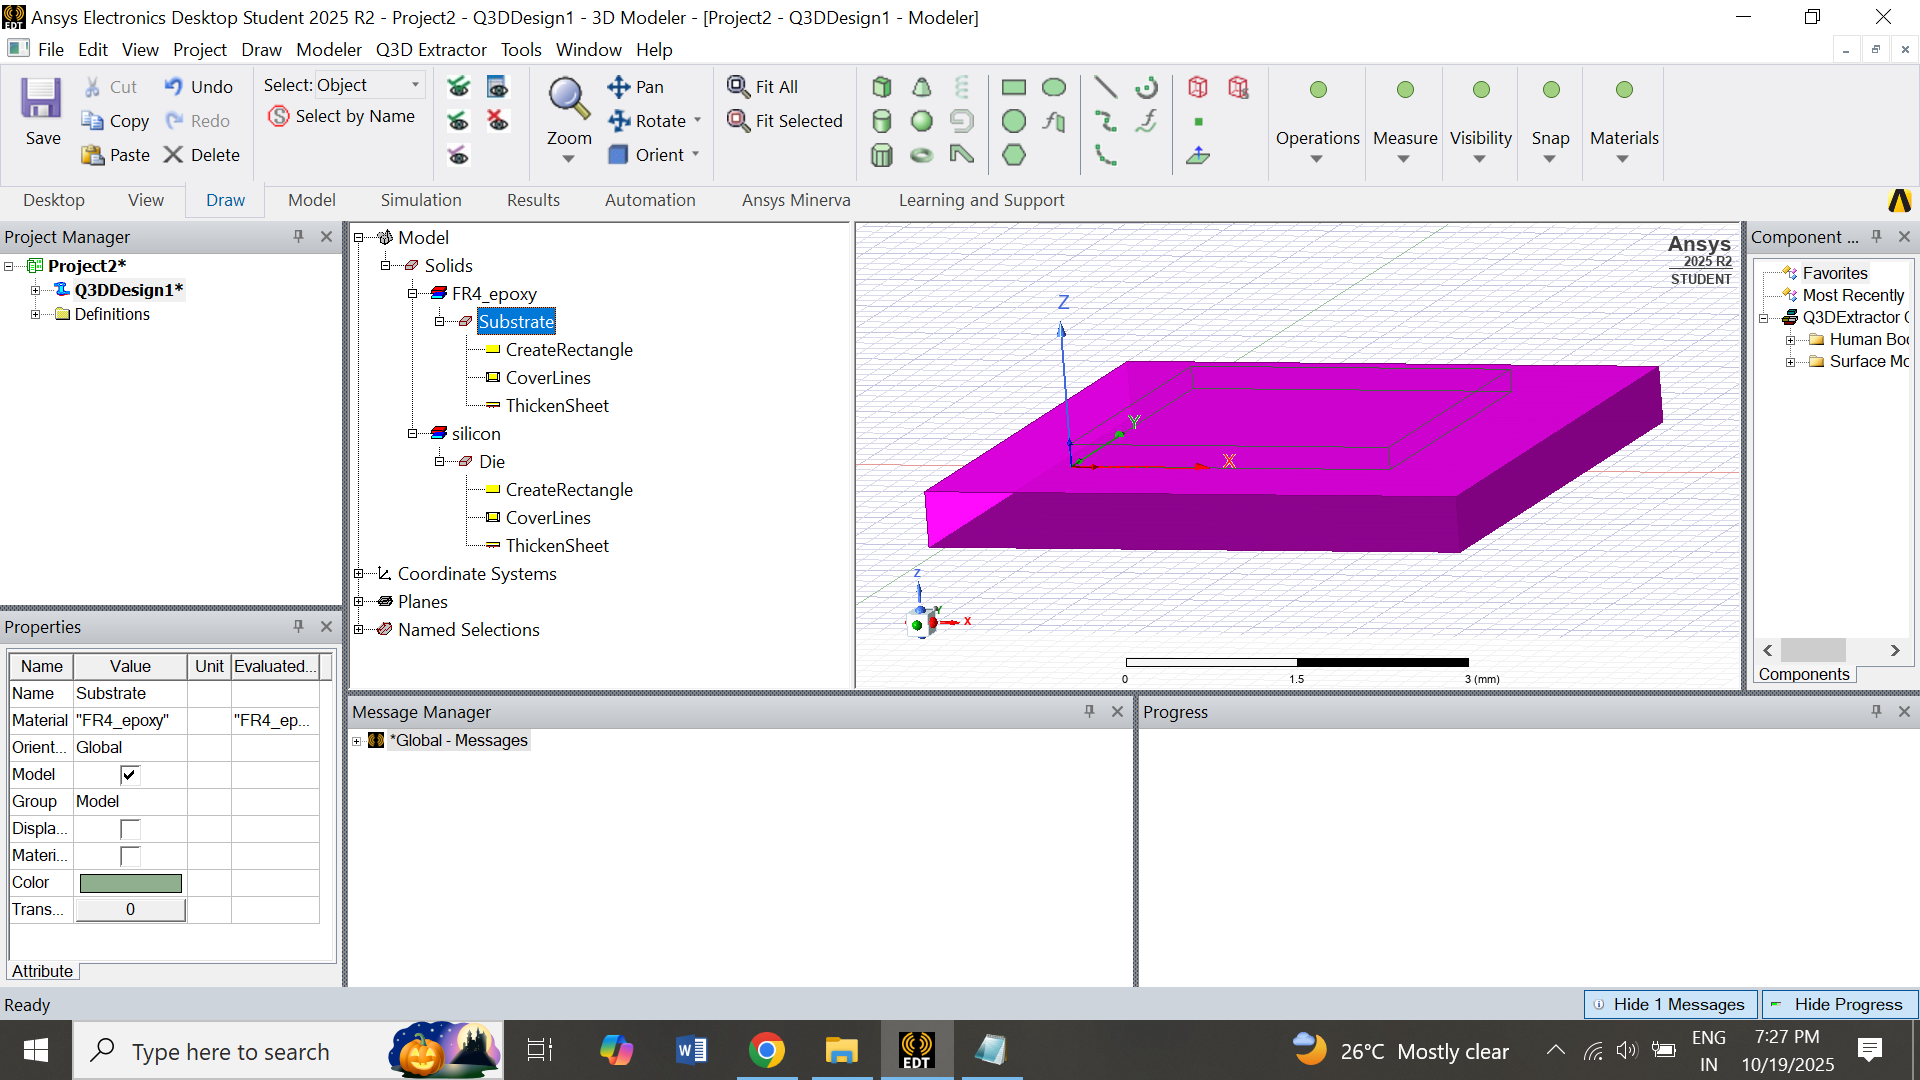 Ansys Electronics Desktop Student 2025 R2 - Project2 - Q3DDesign1 - 3D Modeler - [Project2 - Q3DDesign1 - Modeler]
File Edit View Project Draw Modeler Q3D Extractor Tools Window Help
Save
Cut
Copy
Paste
Undo
Redo
Delete
Select: Object
Select by Name
Zoom
Pan
Rotate
Orient
Fit All
Fit Selected
Operations
Measure
Visibility
Snap
Materials
Desktop View Draw Model Simulation Results Automation Ansys Minerva Learning and Support
Project Manager
Project2*
Q3DDesign1*
Definitions
Model
Solids
FR4_epoxy
Substrate
CreateRectangle
CoverLines
ThickenSheet
silicon
Die
CreateRectangle
CoverLines
ThickenSheet
Coordinate Systems
Planes
Named Selections
Ansys
2025 R2
STUDENT
Z
Y
X
Z
Y
X
0 1.5 3 (mm)
Component ...
Favorites
Most Recently
Q3DExtractor
Human Bo
Surface Mo
Components
Properties
Name Value Unit Evaluated...
Name Substrate
Material "FR4_epoxy" "FR4_ep...
Orient... Global
Model
Group Model
Displa...
Materi...
Color
Trans... 0
Attribute
Message Manager
*Global - Messages
Progress
Ready
Hide 1 Messages
Hide Progress
Type here to search
EDT
26°C Mostly clear
ENG
IN
7:27 PM
10/19/2025